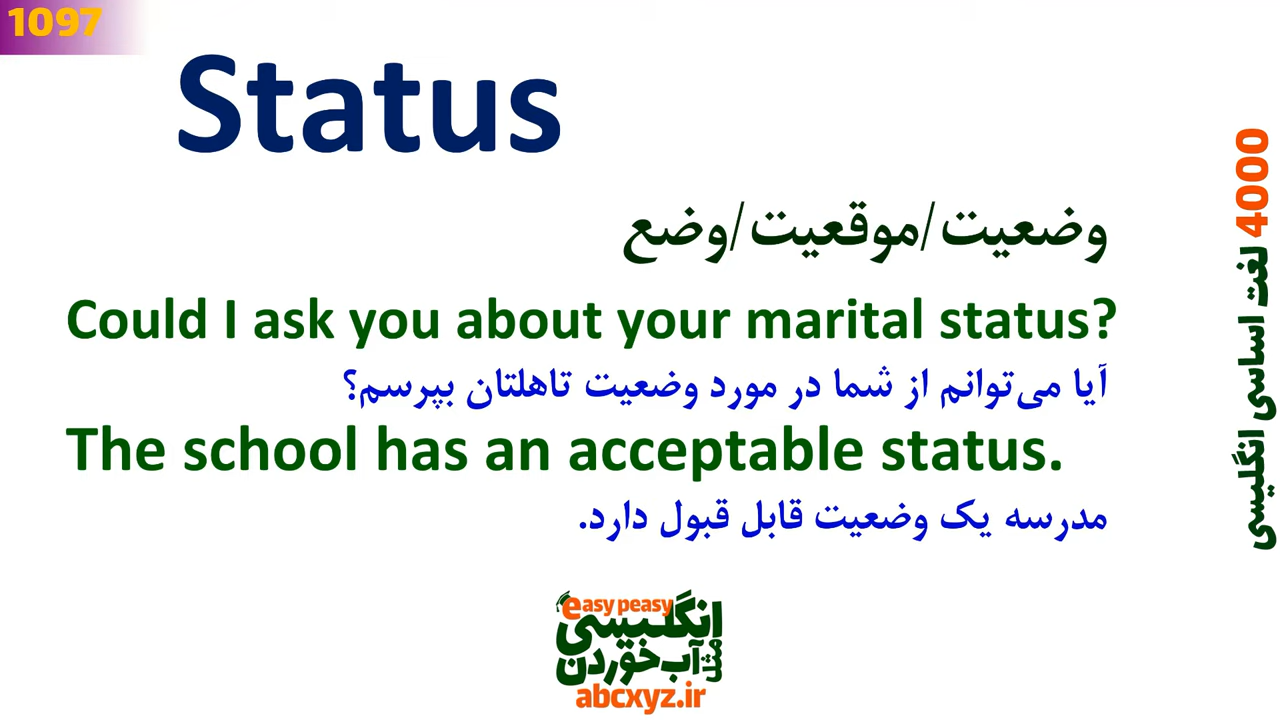 1097
Status
وضعیت/موقعیت/وضع
Could I ask you about your marital status?
آیا می‌توانم از شما در مورد وضعیت تاهلتان بپرسم؟
The school has an acceptable status.
مدرسه یک وضعیت قابل قبول دارد.
4000 لغت اساسی انگلیسی
easy peasy
انگلیسی
مثل آب خوردن
abcxyz.ir